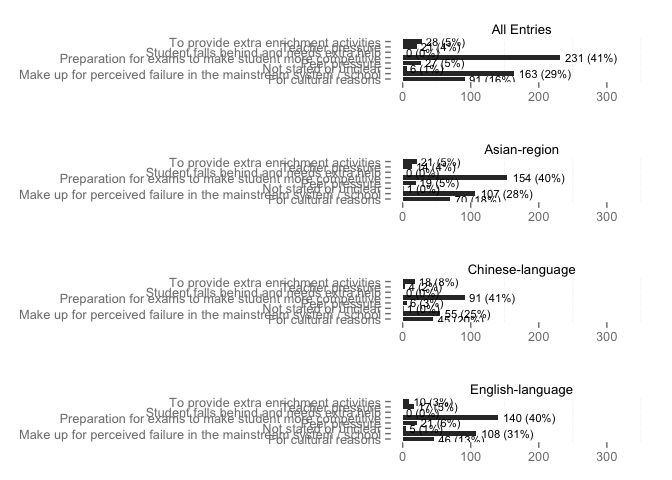 All Entries
To provide extra enrichment activities 28 (5%)
Teacher pressure 21 (4%)
Student falls behind and needs extra help 0 (0%)
Preparation for exams to make student more competitive 231 (41%)
Peer pressure 27 (5%)
Not stated or unclear 6 (1%)
Make up for perceived failure in the mainstream system / school 163 (29%)
For cultural reasons 91 (16%)
0 100 200 300
Asian-region
To provide extra enrichment activities 21 (5%)
Teacher pressure (4%)
Student falls behind and needs extra help 0 (0%)
Preparation for exams to make student more competitive 154 (40%)
Peer pressure 19 (5%)
Not stated or unclear 1 (0%)
Make up for perceived failure in the mainstream system / school 107 (28%)
For cultural reasons 70 (18%)
0 100 200 300
Chinese-language
To provide extra enrichment activities 18 (8%)
Teacher pressure 4 (2%)
Student falls behind and needs extra help 0 (0%)
Preparation for exams to make student more competitive 91 (41%)
Peer pressure 6 (3%)
Not stated or unclear 1 (0%)
Make up for perceived failure in the mainstream system / school 55 (25%)
For cultural reasons 45 (20%)
0 100 200 300
English-language
To provide extra enrichment activities 10 (3%)
Teacher pressure 17 (5%)
Student falls behind and needs extra help 0 (0%)
Preparation for exams to make student more competitive 140 (40%)
Peer pressure 21 (6%)
Not stated or unclear 5 (1%)
Make up for perceived failure in the mainstream system / school 108 (31%)
For cultural reasons 46 (13%)
0 100 200 300